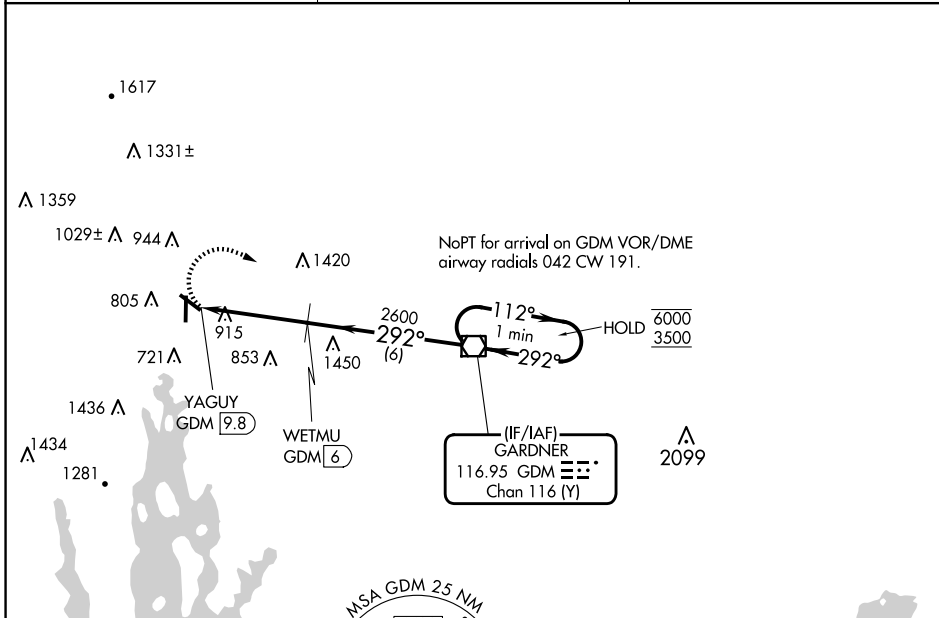 1617
1331±
1359
1029±
944
NoPT for arrival on GDM VOR/DME
airway radials 042 CW 191.
1420
805
915
2600
292°
(6)
112°
1 min
292°
HOLD
6000
3500
721
853
1450
1436
YAGUY
GDM 9.8
WETMU
GDM 6
(IF/IAF)
GARDNER
116.95 GDM
Chan 116 (Y)
2099
1434
1281
MSA GDM 25 NM